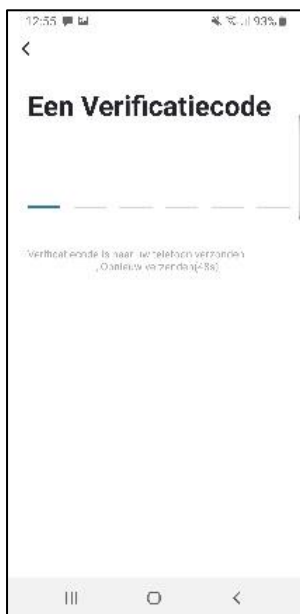 12:55 93%
Een Verificatiecode
Verificatiecode is naar uw telefoon verzonden
,Opnieuw verzenden(48s)